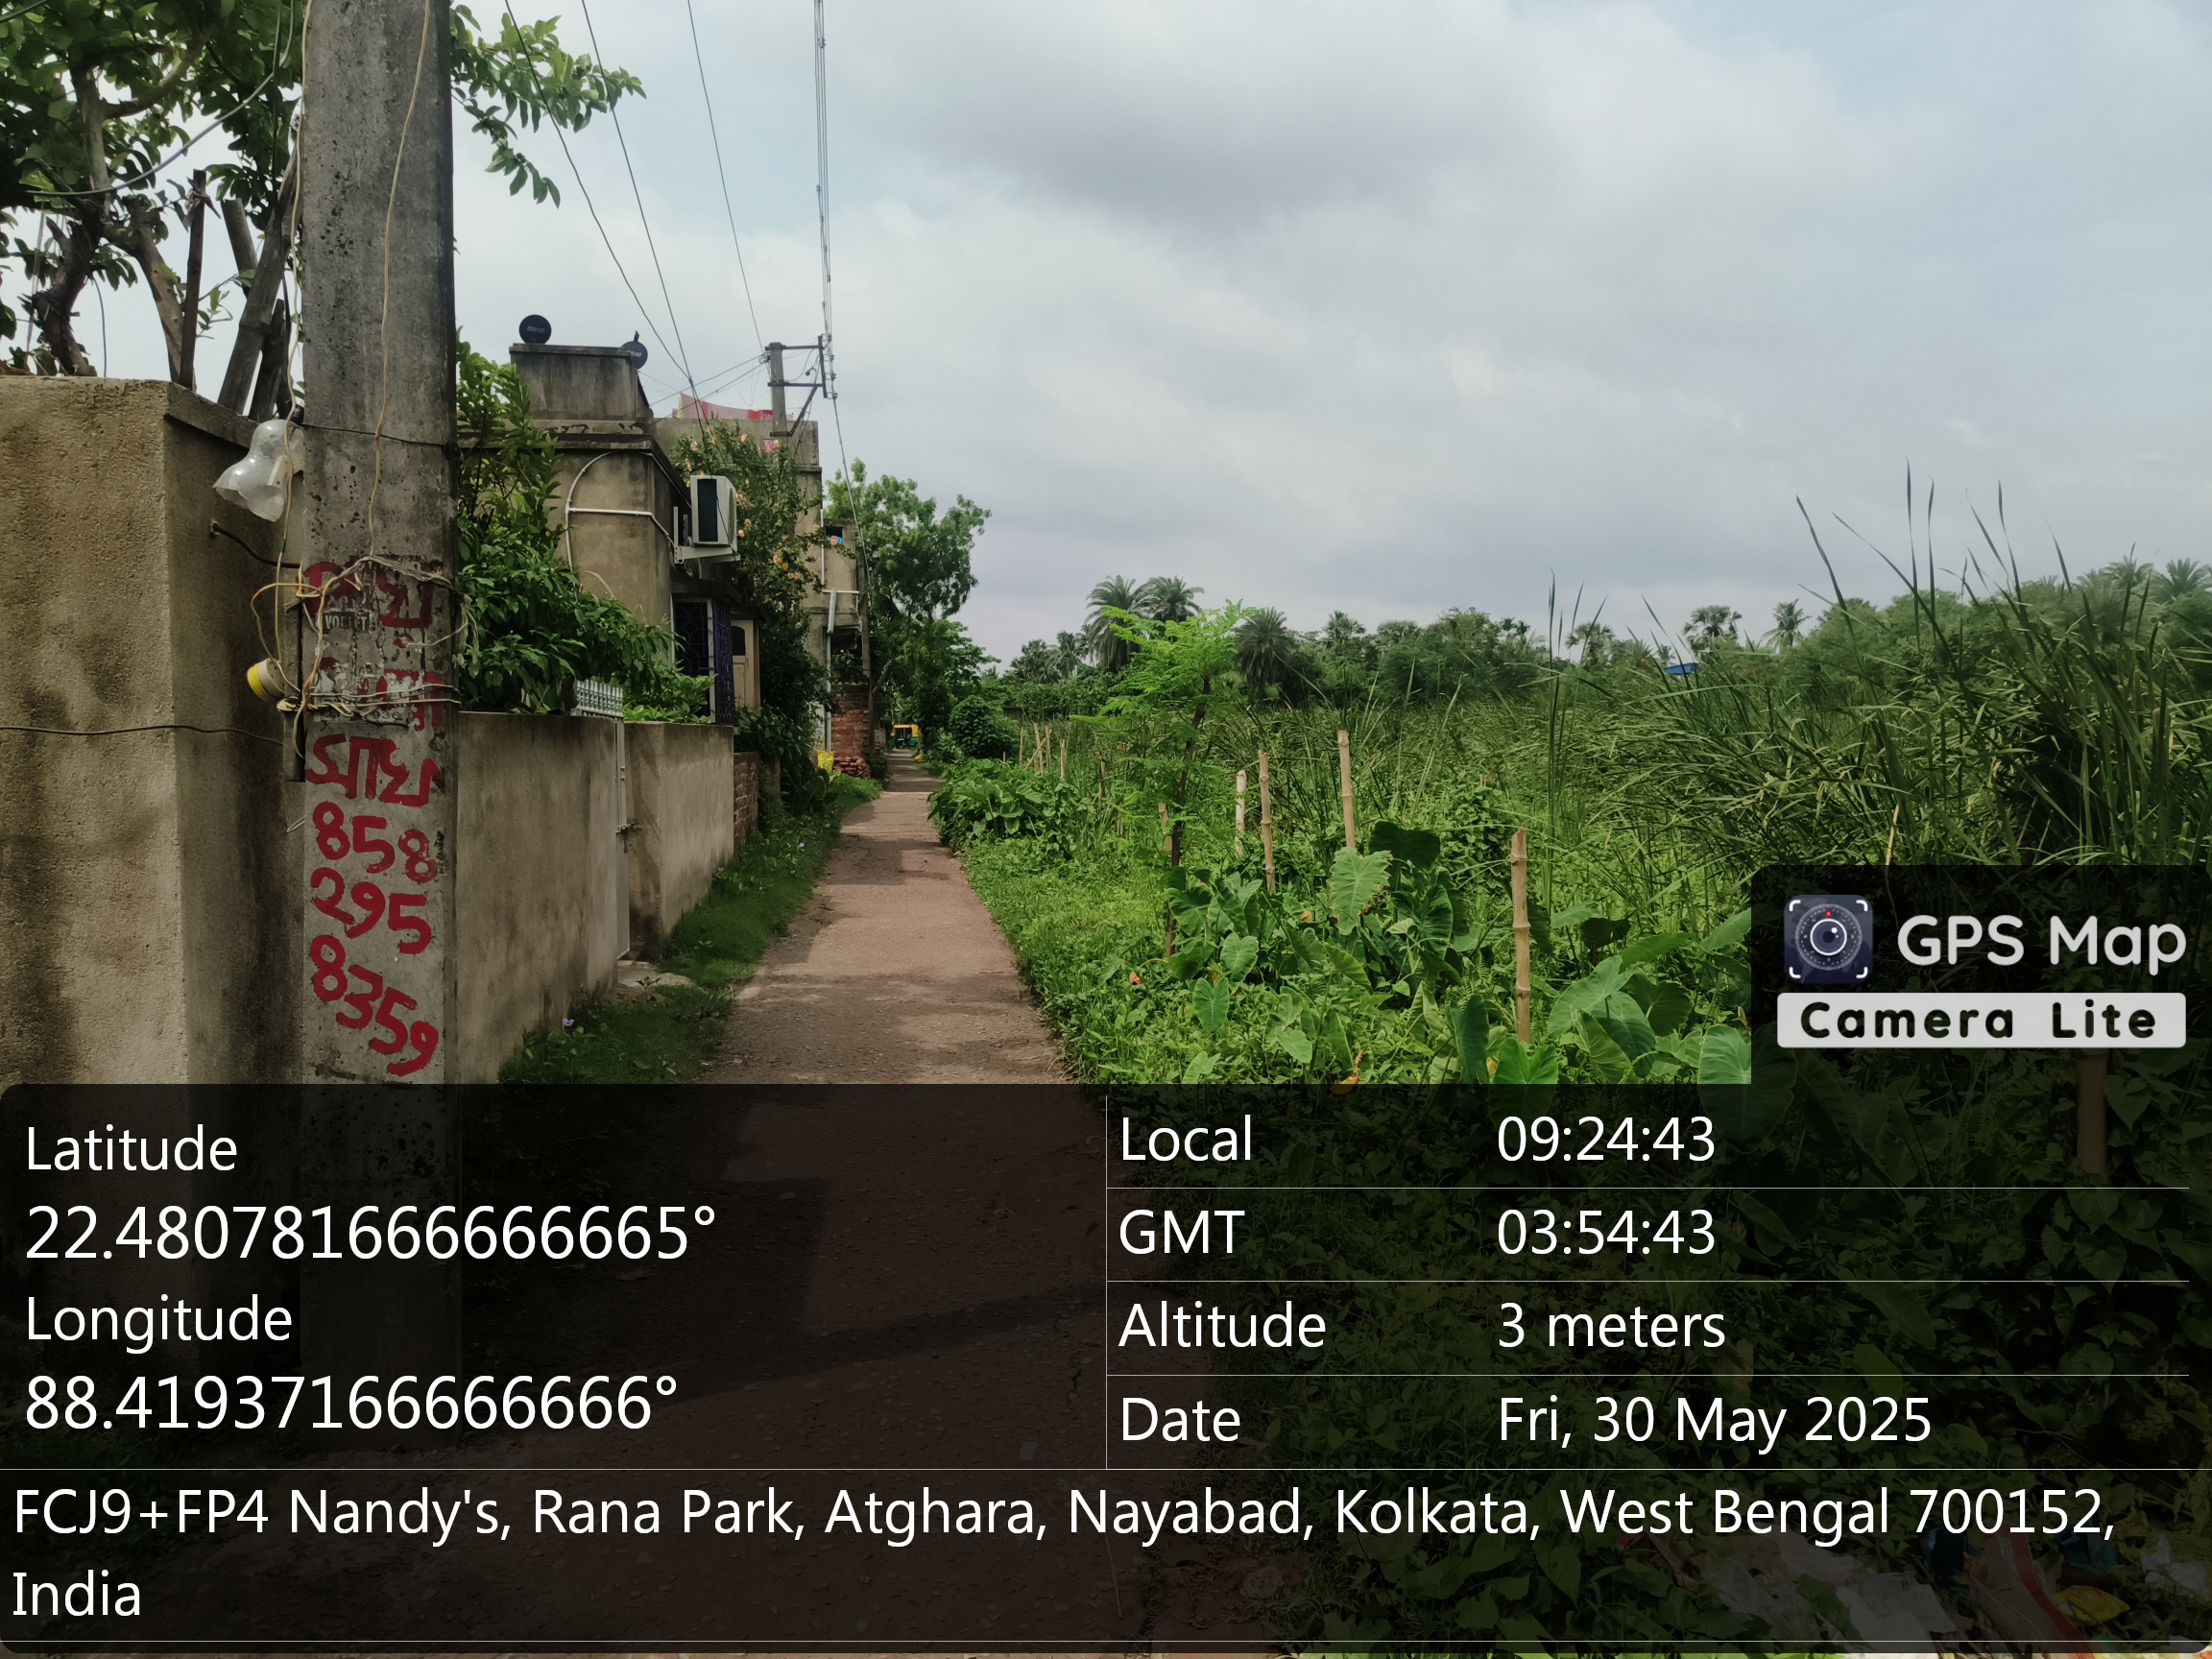 সাঘ
858
295
8359
GPS Map
Camera Lite
Latitude
22.480781666666665°
Longitude
88.41937166666666°
Local 09:24:43
GMT 03:54:43
Altitude 3 meters
Date Fri, 30 May 2025
FCJ9+FP4 Nandy's, Rana Park, Atghara, Nayabad, Kolkata, West Bengal 700152,
India